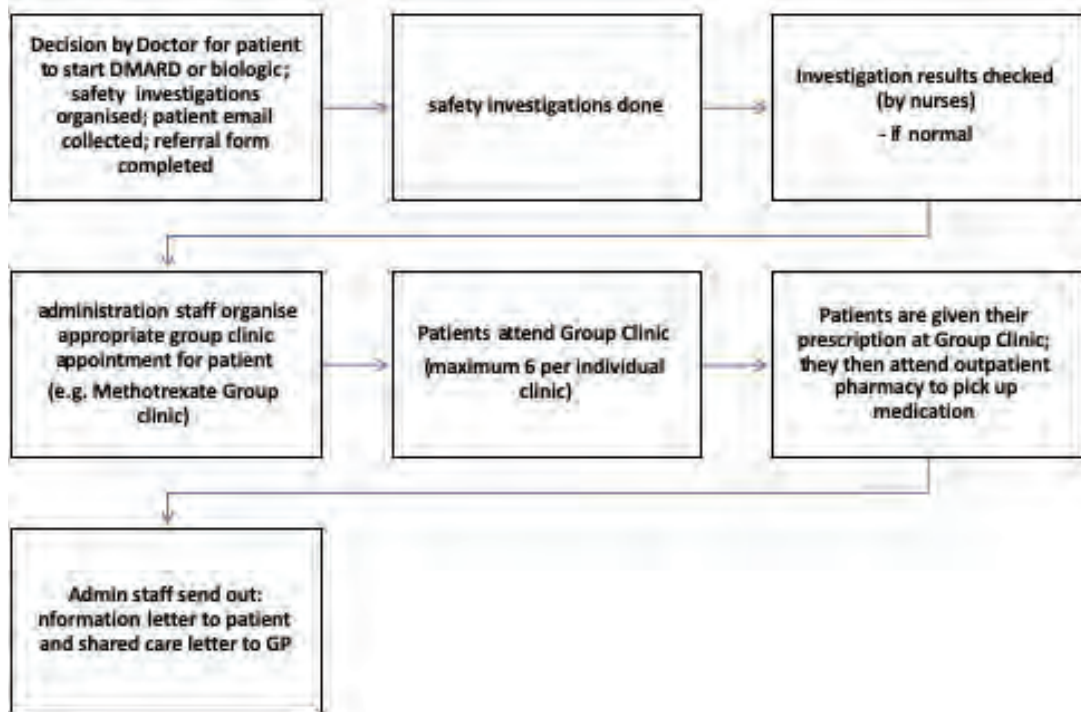 Decision by Doctor for patient
to start DMARD or biologic;
safety investigations
organised; patient email
collected; referral form
completed
safety investigations done
Investigation results checked
(by nurses)
- if normal
administration staff organise
appropriate group clinic
appointment for patient
(e.g. Methotrexate Group
clinic)
Patients attend Group Clinic
(maximum 6 per individual
clinic)
Patients are given their
prescription at Group Clinic;
they then attend outpatient
pharmacy to pick up
medication
Admin staff send out:
nformation letter to patient
and shared care letter to GP